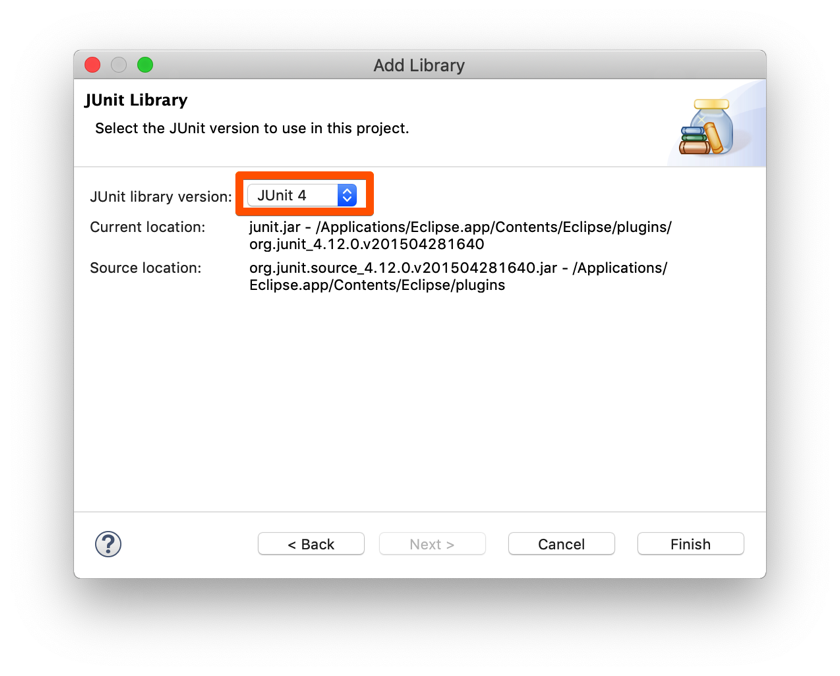 Add Library
JUnit Library
Select the JUnit version to use in this project.
JUnit library version: JUnit 4
Current location: junit.jar - /Applications/Eclipse.app/Contents/Eclipse/plugins/
org.junit_4.12.0.v201504281640
Source location: org.junit.source_4.12.0.v201504281640.jar - /Applications/
Eclipse.app/Contents/Eclipse/plugins
? < Back Next > Cancel Finish